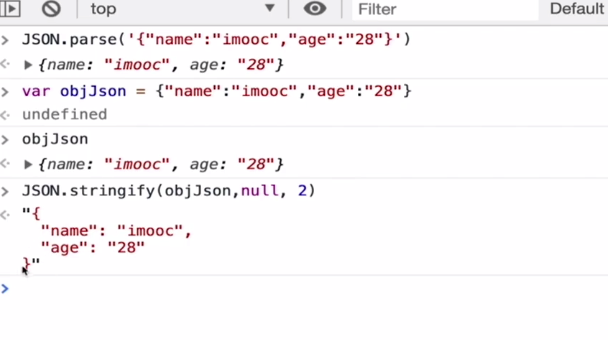 top Filter Default
JSON.parse('{"name":"imooc","age":"28"}')
{name: "imooc", age: "28"}
var objJson = {"name":"imooc","age":"28"}
undefined
objJson
{name: "imooc", age: "28"}
JSON.stringify(objJson,null, 2)
"{
"name": "imooc",
"age": "28"
}"